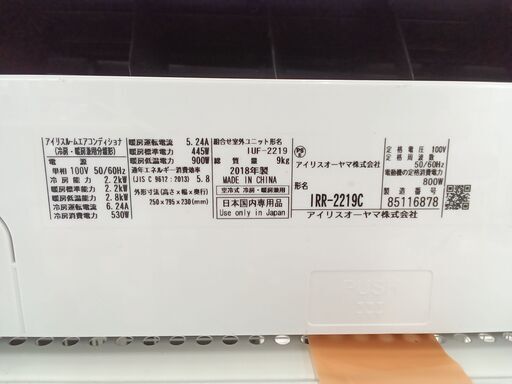 アイリスルームエアコンディショナ
(冷房・暖房兼用分離形)
電 源
単相 100V 50/60Hz
冷房能力 2.2kW
暖房標準能力 2.2kW
暖房低温能力 2.8kW
冷房運転電流 6.24A
冷房消費電力 530W
暖房運転電流 5.24A
暖房標準電力 445W
暖房低温電力 900W
通年エネルギー消費効率
(JIS C 9612:2013) 5.8
外形寸法(高さ×幅×奥行)
250×795×230(mm)
組合せ室外ユニット形名
IUF-2219
総質量 9kg
2018年製
MADE IN CHINA
空冷式 冷房・暖房兼用
日本国内専用品
Use only in Japan
PS
E
アイリスオーヤマ株式会社
形名
IRR-2219C
アイリスオーヤマ株式会社
定格電圧 100V
定格周波数
50/60Hz
電動機の定格消費電力
800W
製造番号
85116878
PUSH